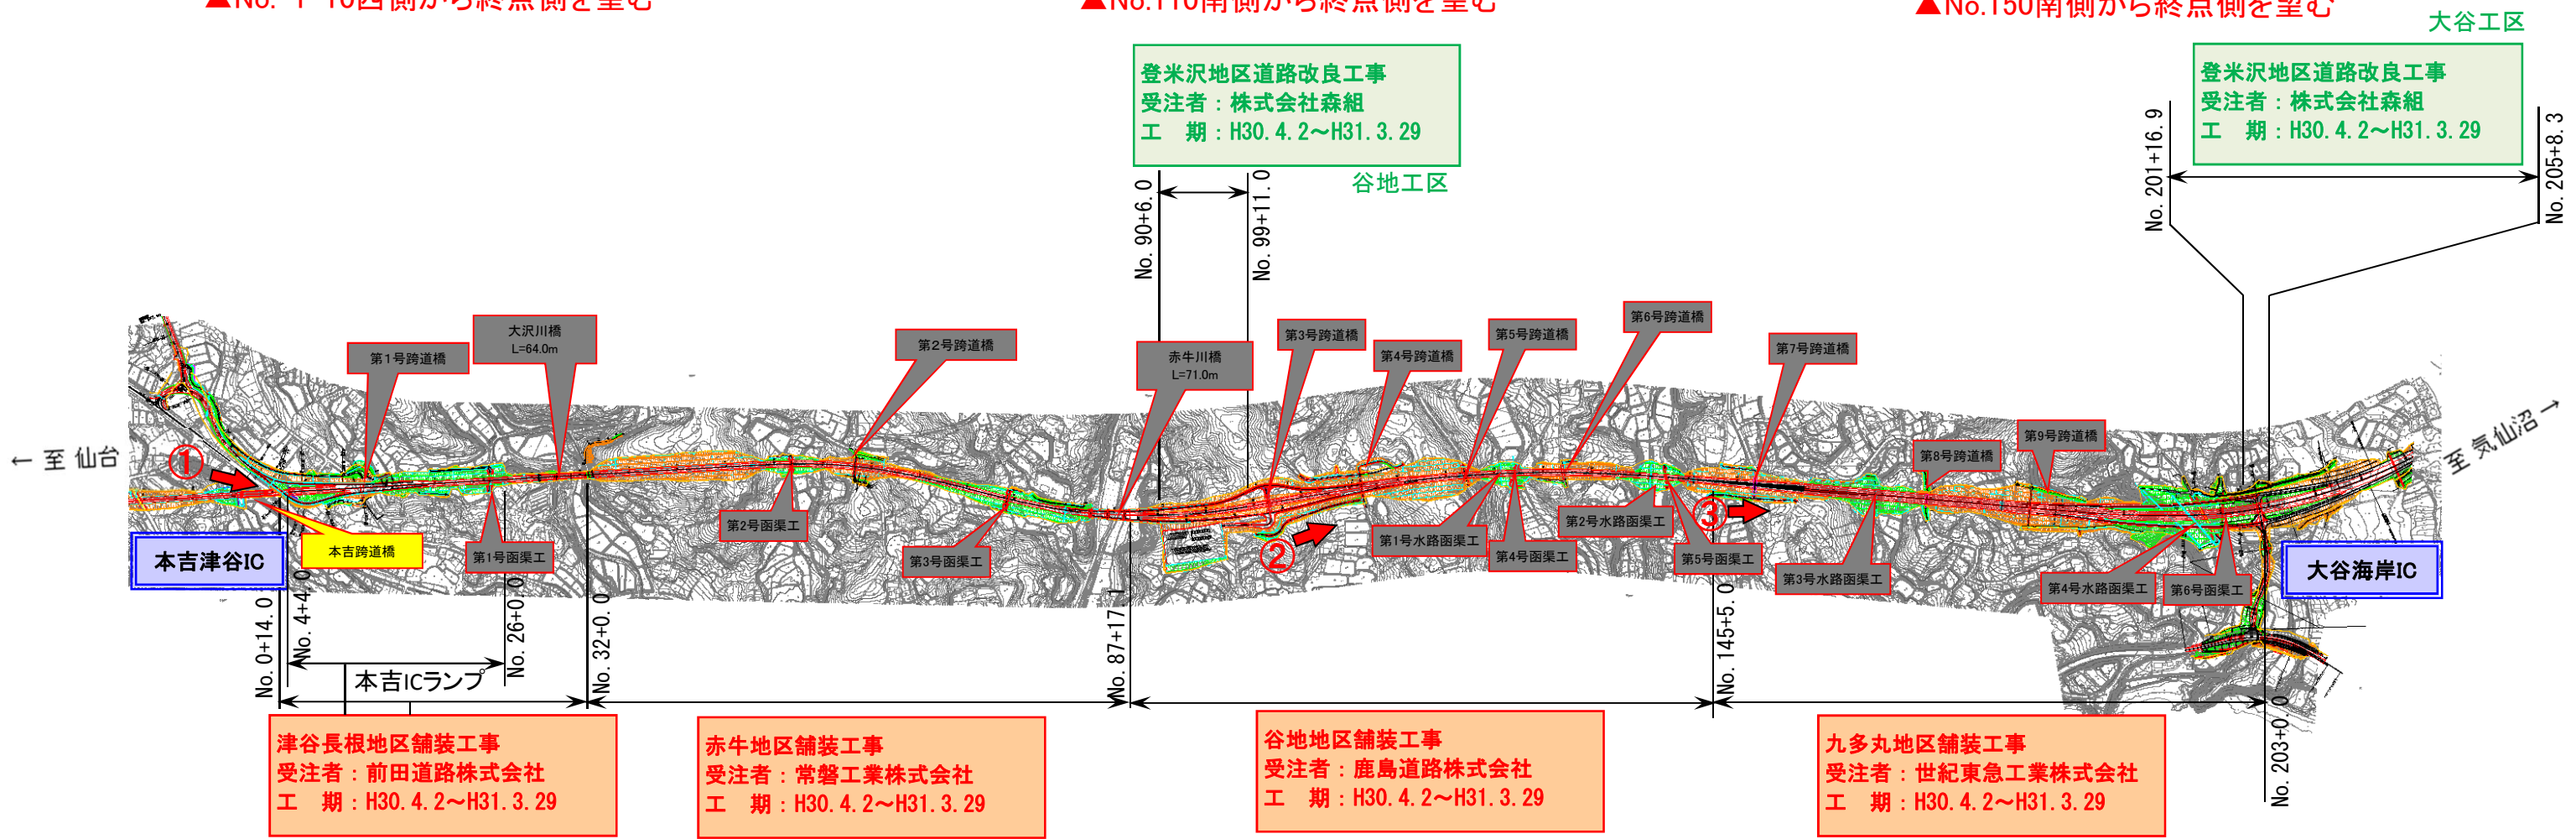 ▲No.-1-10西側から終点側を望む
▲No.110南側から終点側を望む
▲No.150南側から終点側を望む
大谷工区
登米沢地区道路改良工事
受注者：株式会社森組
工　期：H30.4.2～H31.3.29
谷地工区
登米沢地区道路改良工事
受注者：株式会社森組
工　期：H30.4.2～H31.3.29
No.90+6.0
No.99+11.0
No.201+16.9
No.205+8.3
第1号跨道橋
大沢川橋
L=64.0m
第2号跨道橋
赤牛川橋
L=71.0m
第3号跨道橋
第4号跨道橋
第5号跨道橋
第6号跨道橋
第7号跨道橋
第8号跨道橋
第9号跨道橋
← 至 仙台
至 気仙沼 →
①
②
③
本吉津谷IC
本吉跨道橋
第1号函渠工
第2号函渠工
第3号函渠工
第1号水路函渠工
第4号函渠工
第2号水路函渠工
第5号函渠工
第3号水路函渠工
第4号水路函渠工
第6号函渠工
大谷海岸IC
No.0+14.0
No.4+4.0
No.26+0.0
No.32+0.0
No.87+17.1
No.145+5.0
No.203+0.0
本吉ICランプ
津谷長根地区舗装工事
受注者：前田道路株式会社
工　期：H30.4.2～H31.3.29
赤牛地区舗装工事
受注者：常磐工業株式会社
工　期：H30.4.2～H31.3.29
谷地地区舗装工事
受注者：鹿島道路株式会社
工　期：H30.4.2～H31.3.29
九多丸地区舗装工事
受注者：世紀東急工業株式会社
工　期：H30.4.2～H31.3.29